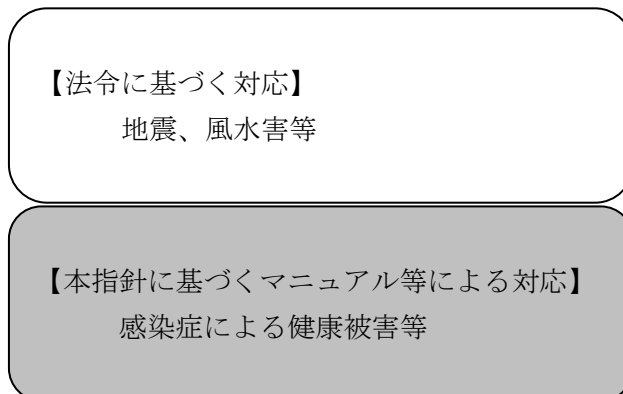 【法令に基づく対応】
地震、風水害等
【本指針に基づくマニュアル等による対応】
感染症による健康被害等